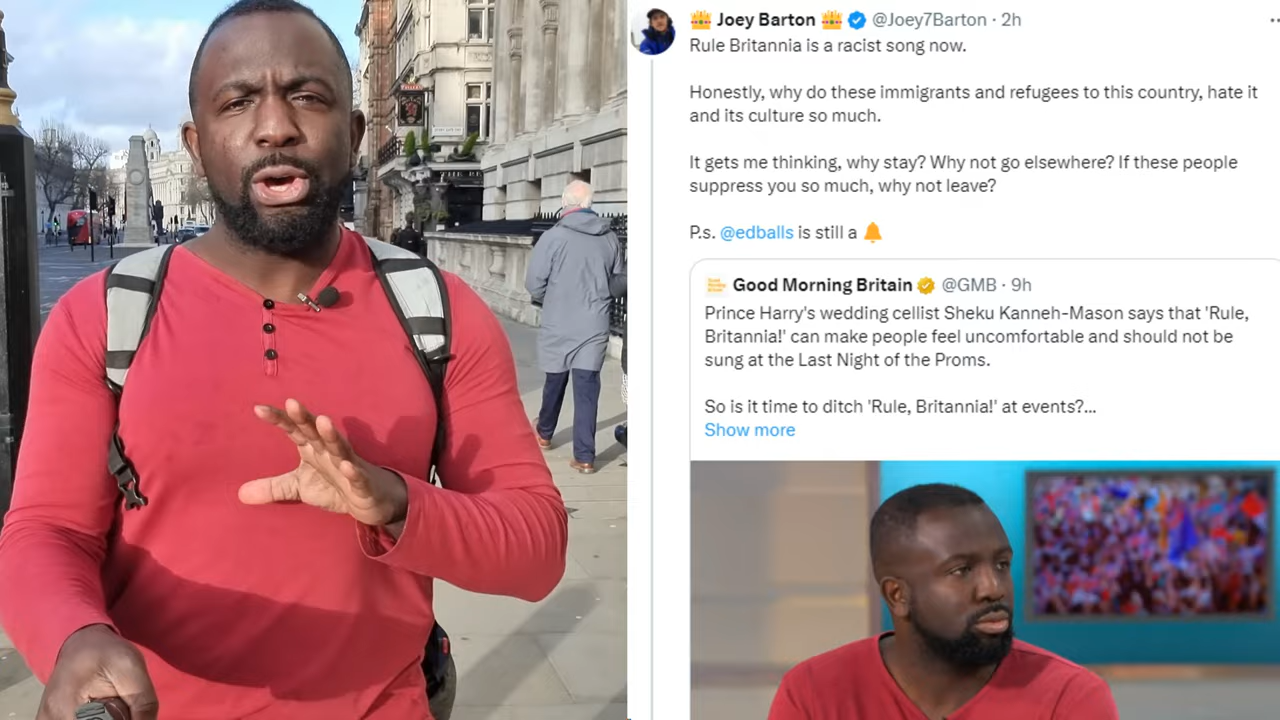 👑 Joey Barton 👑 @Joey7Barton · 2h
Rule Britannia is a racist song now.
Honestly, why do these immigrants and refugees to this country, hate it
and its culture so much.
It gets me thinking, why stay? Why not go elsewhere? If these people
suppress you so much, why not leave?
P.s. @edballs is still a 🔔
Good Morning Britain @GMB · 9h
Prince Harry's wedding cellist Sheku Kanneh-Mason says that 'Rule,
Britannia!' can make people feel uncomfortable and should not be
sung at the Last Night of the Proms.
So is it time to ditch 'Rule, Britannia!' at events?...
Show more